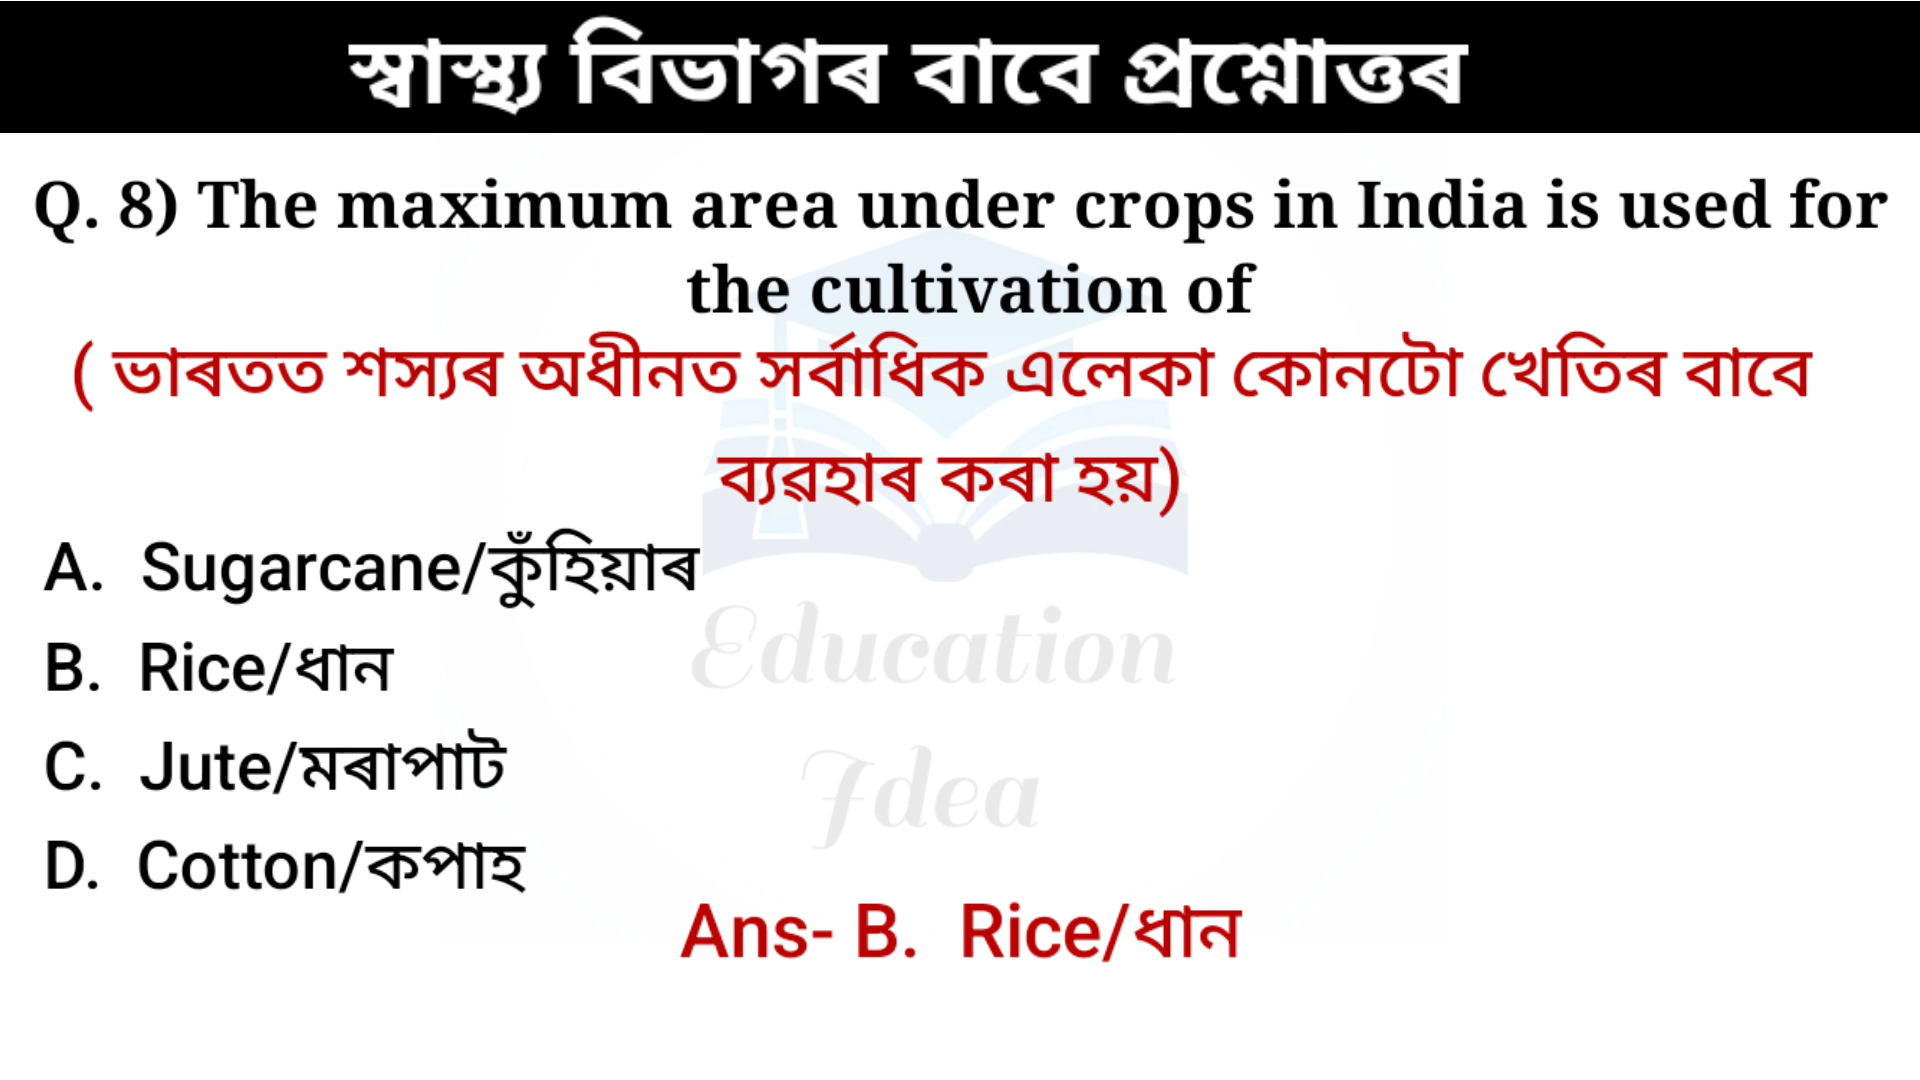 স্বাস্থ্য বিভাগৰ বাবে প্ৰশ্নোত্তৰ
Q. 8) The maximum area under crops in India is used for
the cultivation of
( ভাৰতত শস্যৰ অধীনত সৰ্বাধিক এলেকা কোনটো খেতিৰ বাবে
ব্যৱহাৰ কৰা হয়)
A. Sugarcane/কুঁহিয়াৰ
B. Rice/ধান
Education
C. Jute/মৰাপাট
Idea
D. Cotton/কপাহ
Ans- B. Rice/ধান